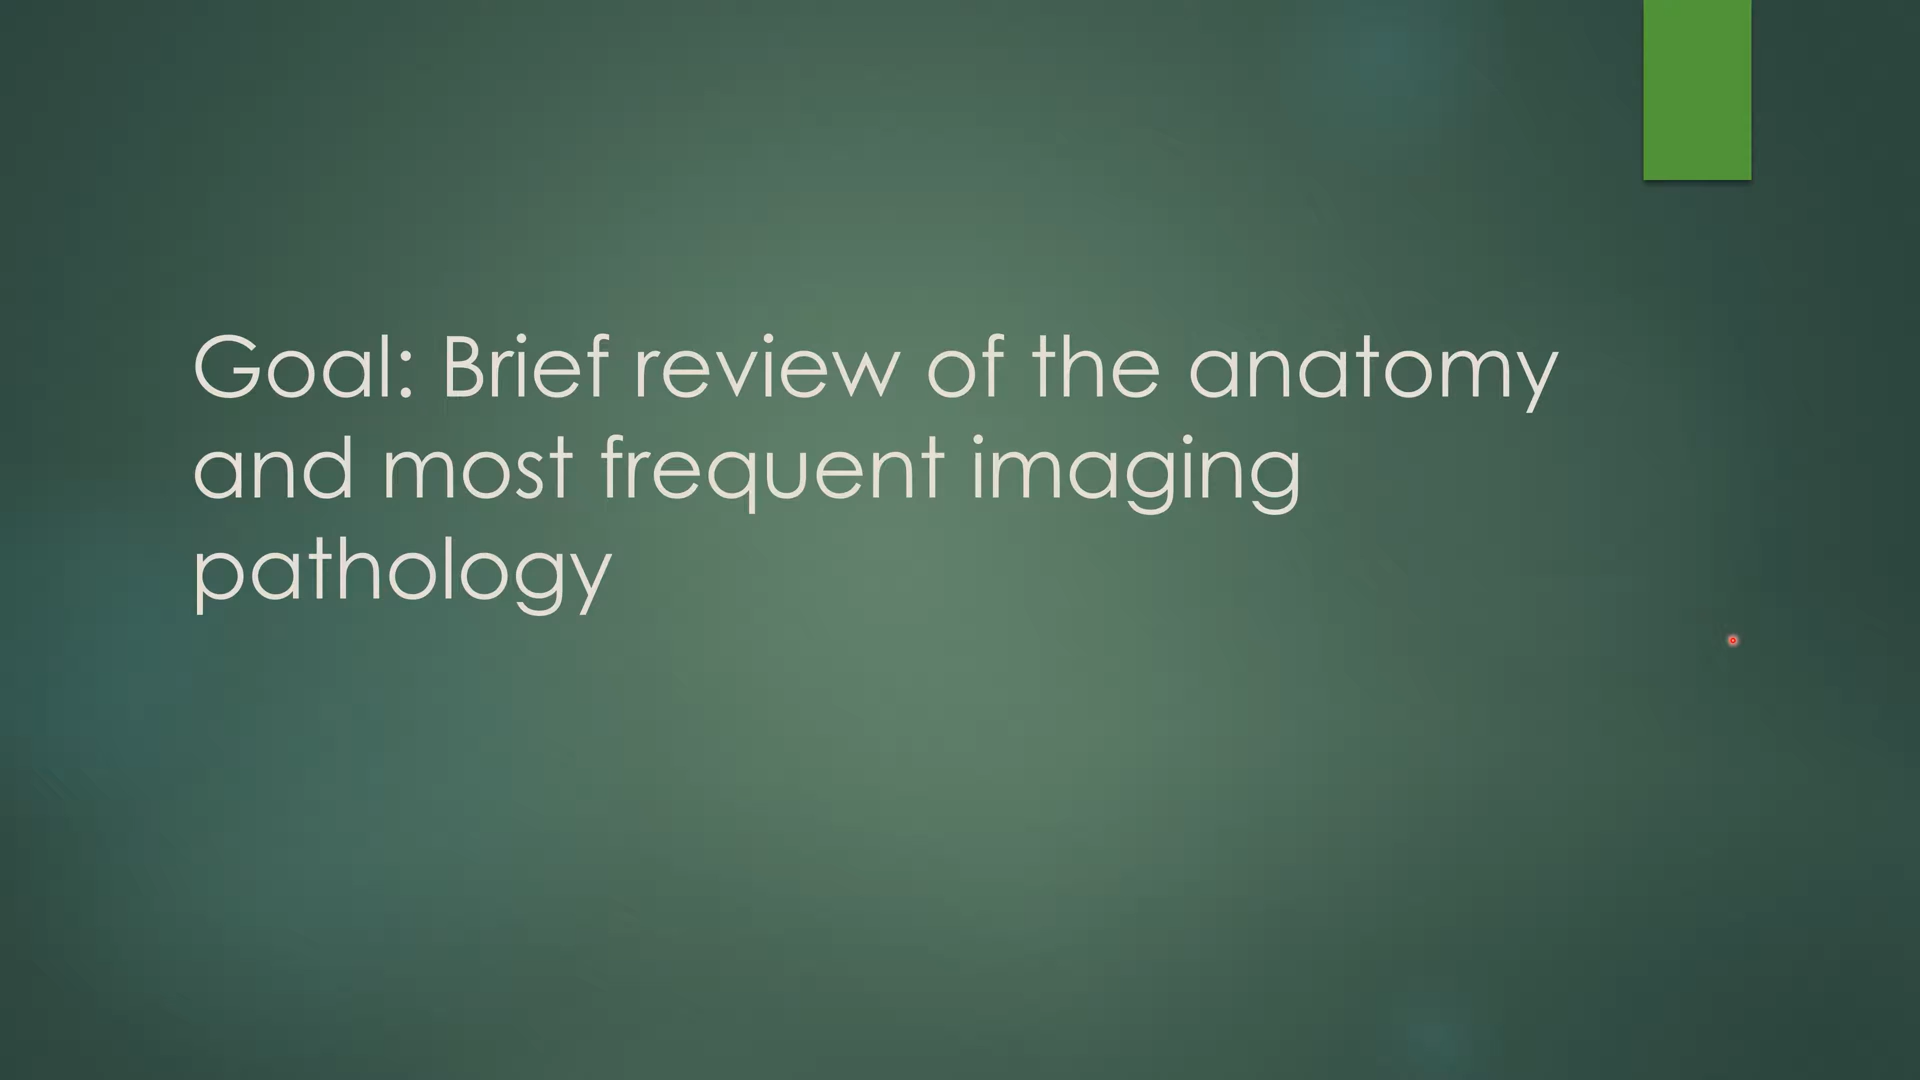 Goal: Brief review of the anatomy
and most frequent imaging
pathology